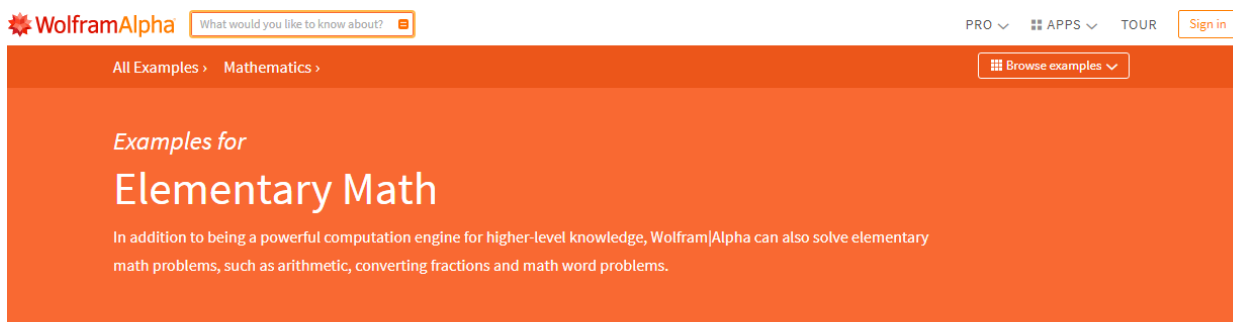 WolframAlpha What would you like to know about? PRO APPS TOUR Sign in
All Examples › Mathematics › Browse examples
Examples for
Elementary Math
In addition to being a powerful computation engine for higher-level knowledge, Wolfram|Alpha can also solve elementary
math problems, such as arithmetic, converting fractions and math word problems.